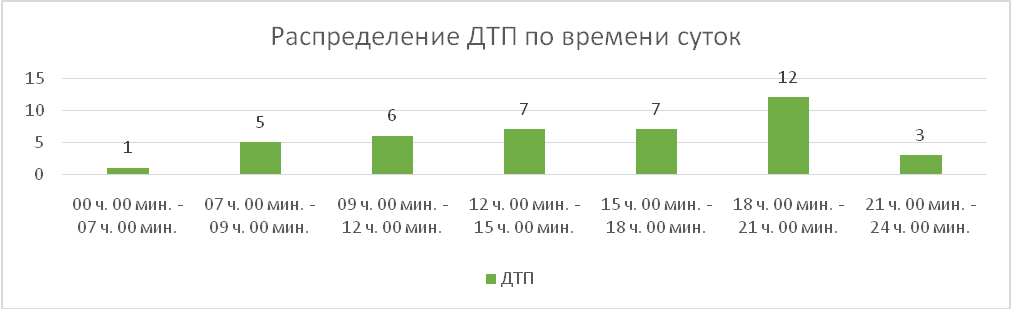 Распределение ДТП по времени суток
15
10
5
0
1
5
6
7
7
12
3
00 ч. 00 мин. -
07 ч. 00 мин.
07 ч. 00 мин. -
09 ч. 00 мин.
09 ч. 00 мин. -
12 ч. 00 мин.
12 ч. 00 мин. -
15 ч. 00 мин.
15 ч. 00 мин. -
18 ч. 00 мин.
18 ч. 00 мин. -
21 ч. 00 мин.
21 ч. 00 мин. -
24 ч. 00 мин.
ДТП